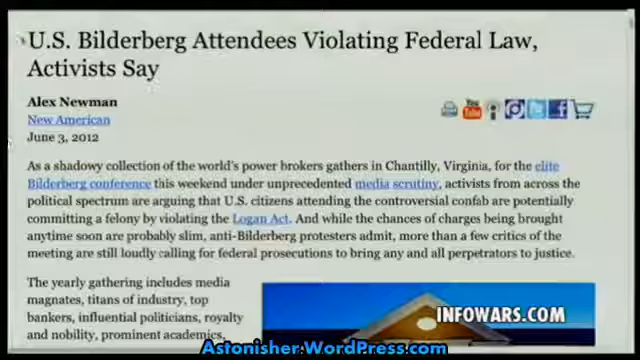 U.S. Bilderberg Attendees Violating Federal Law,
Activists Say
Alex Newman
New American
June 3, 2012
You
Tube
As a shadowy collection of the world's power brokers gathers in Chantilly, Virginia, for the elite
Bilderberg conference this weekend under unprecedented media scrutiny, activists from across the
political spectrum are arguing that U.S. citizens attending the controversial confab are potentially
committing a felony by violating the Logan Act. And while the chances of charges being brought
anytime soon are probably slim, anti-Bilderberg protesters admit, more than a few critics of the
meeting are still loudly calling for federal prosecutions to bring any and all perpetrators to justice.
The yearly gathering includes media
magnates, titans of industry, top
bankers, influential politicians, royalty
and nobility, prominent academics,
INFOWARS.COM
Astonisher.WordPress.com